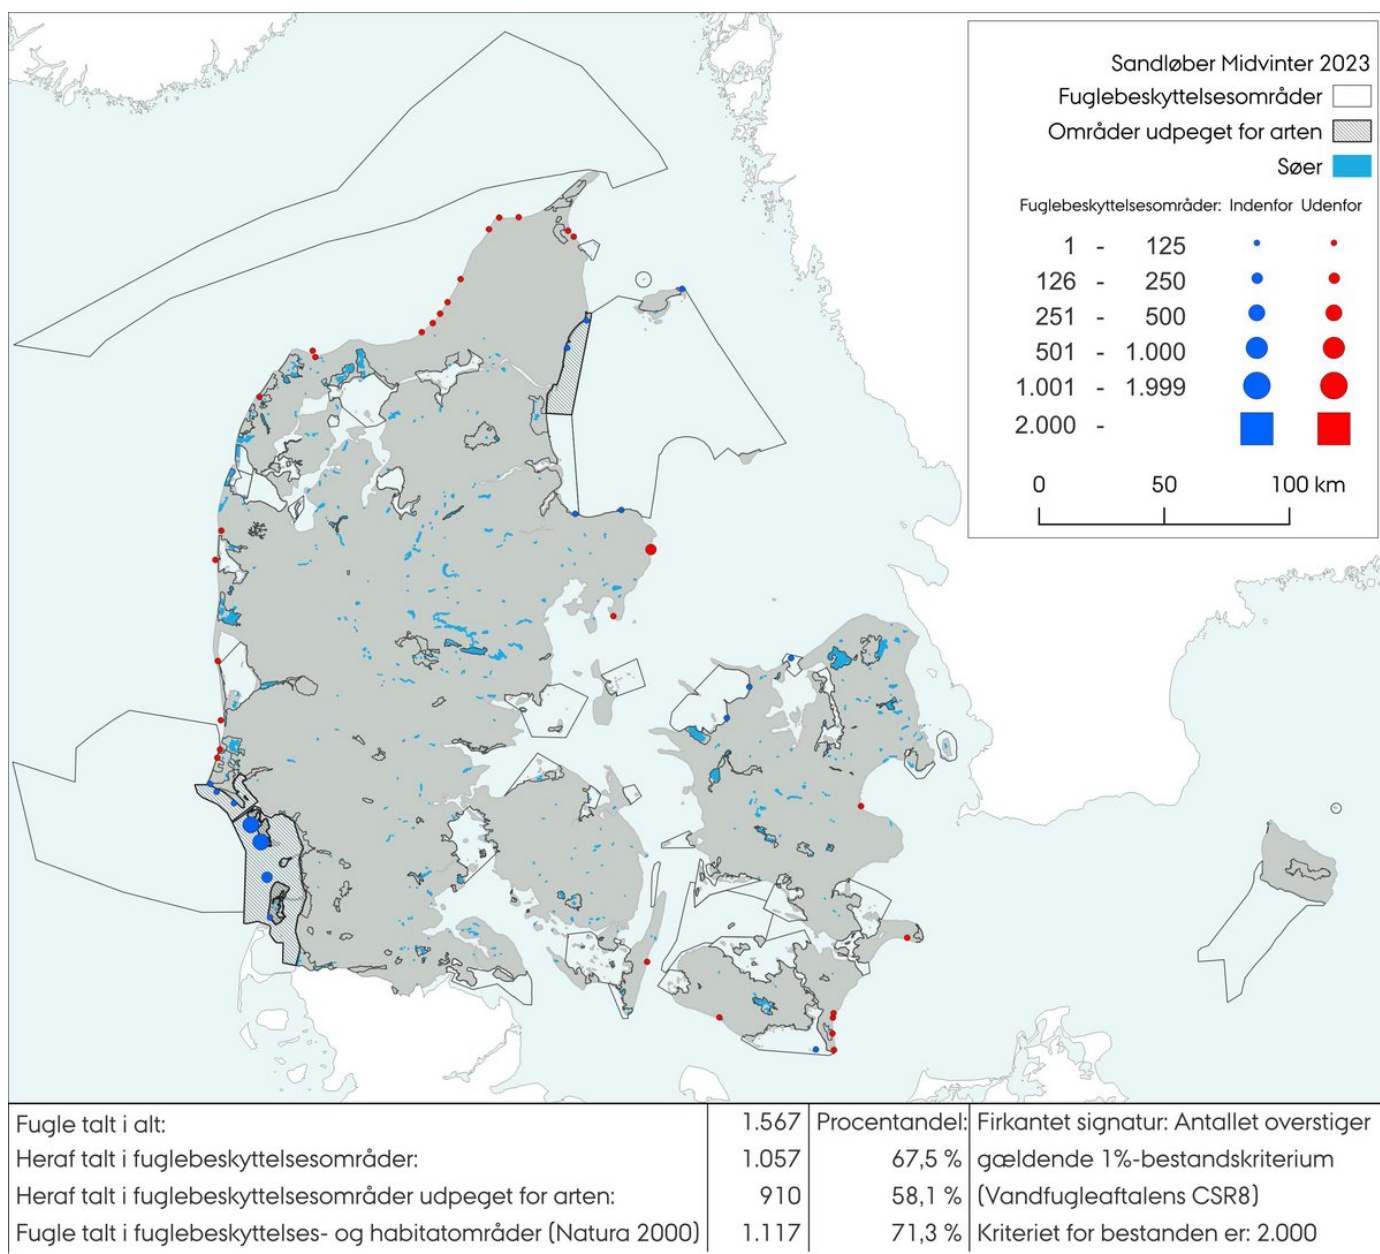 Sandløber Midvinter 2023
Fuglebeskyttelsesområder
Områder udpeget for arten
Søer
Fuglebeskyttelsesområder: Indenfor Udenfor
1 - 125
126 - 250
251 - 500
501 - 1.000
1.001 - 1.999
2.000 -
0 50 100 km
Fugle talt i alt: 1.567 Procentandel: Firkantet signatur: Antallet overstiger
Heraf talt i fuglebeskyttelsesområder: 1.057 67,5 % gældende 1%-bestandskriterium
Heraf talt i fuglebeskyttelsesområder udpeget for arten: 910 58,1 % (Vandfugleaftalens CSR8)
Fugle talt i fuglebeskyttelses- og habitatområder (Natura 2000) 1.117 71,3 % Kriteriet for bestanden er: 2.000